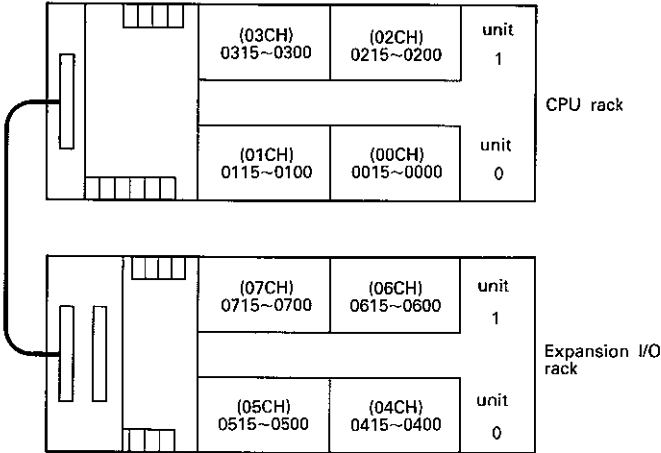 (03CH)
0315~0300
(02CH)
0215~0200
unit
1
CPU rack
(01CH)
0115~0100
(00CH)
0015~0000
unit
0
(07CH)
0715~0700
(06CH)
0615~0600
unit
1
Expansion I/O
rack
(05CH)
0515~0500
(04CH)
0415~0400
unit
0